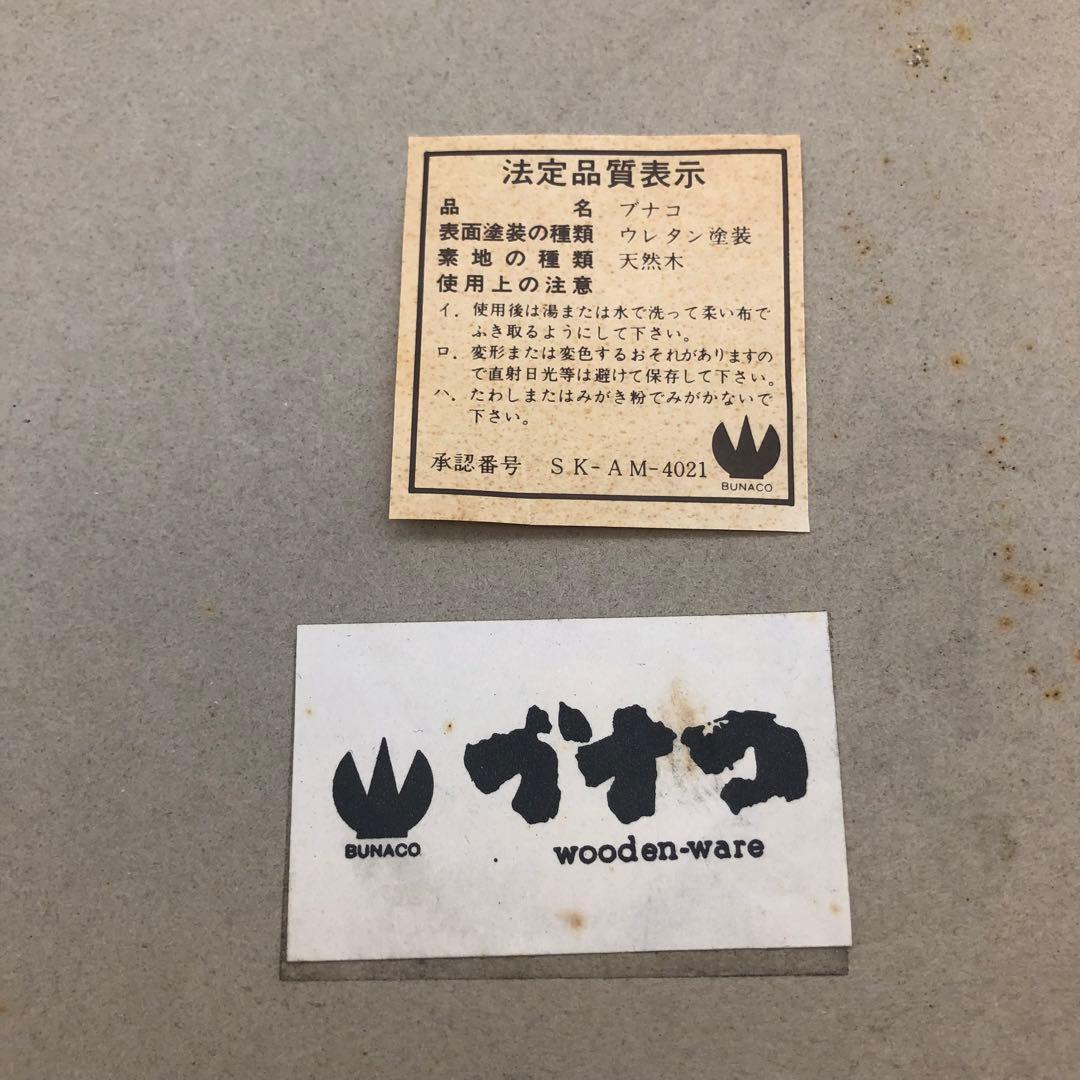 法定品質表示
品名 ブナコ
表面塗装の種類 ウレタン塗装
素地の種類 天然木
使用上の注意
イ. 使用後は湯または水で洗って柔い布で
ふき取るようにして下さい。
ロ. 変形または変色するおそれがありますの
で直射日光等は避けて保存して下さい。
ハ. たわしまたはみがき粉でみがかないで
下さい。
承認番号 SK-AM-4021
BUNACO
ブナコ
BUNACO
wooden-ware